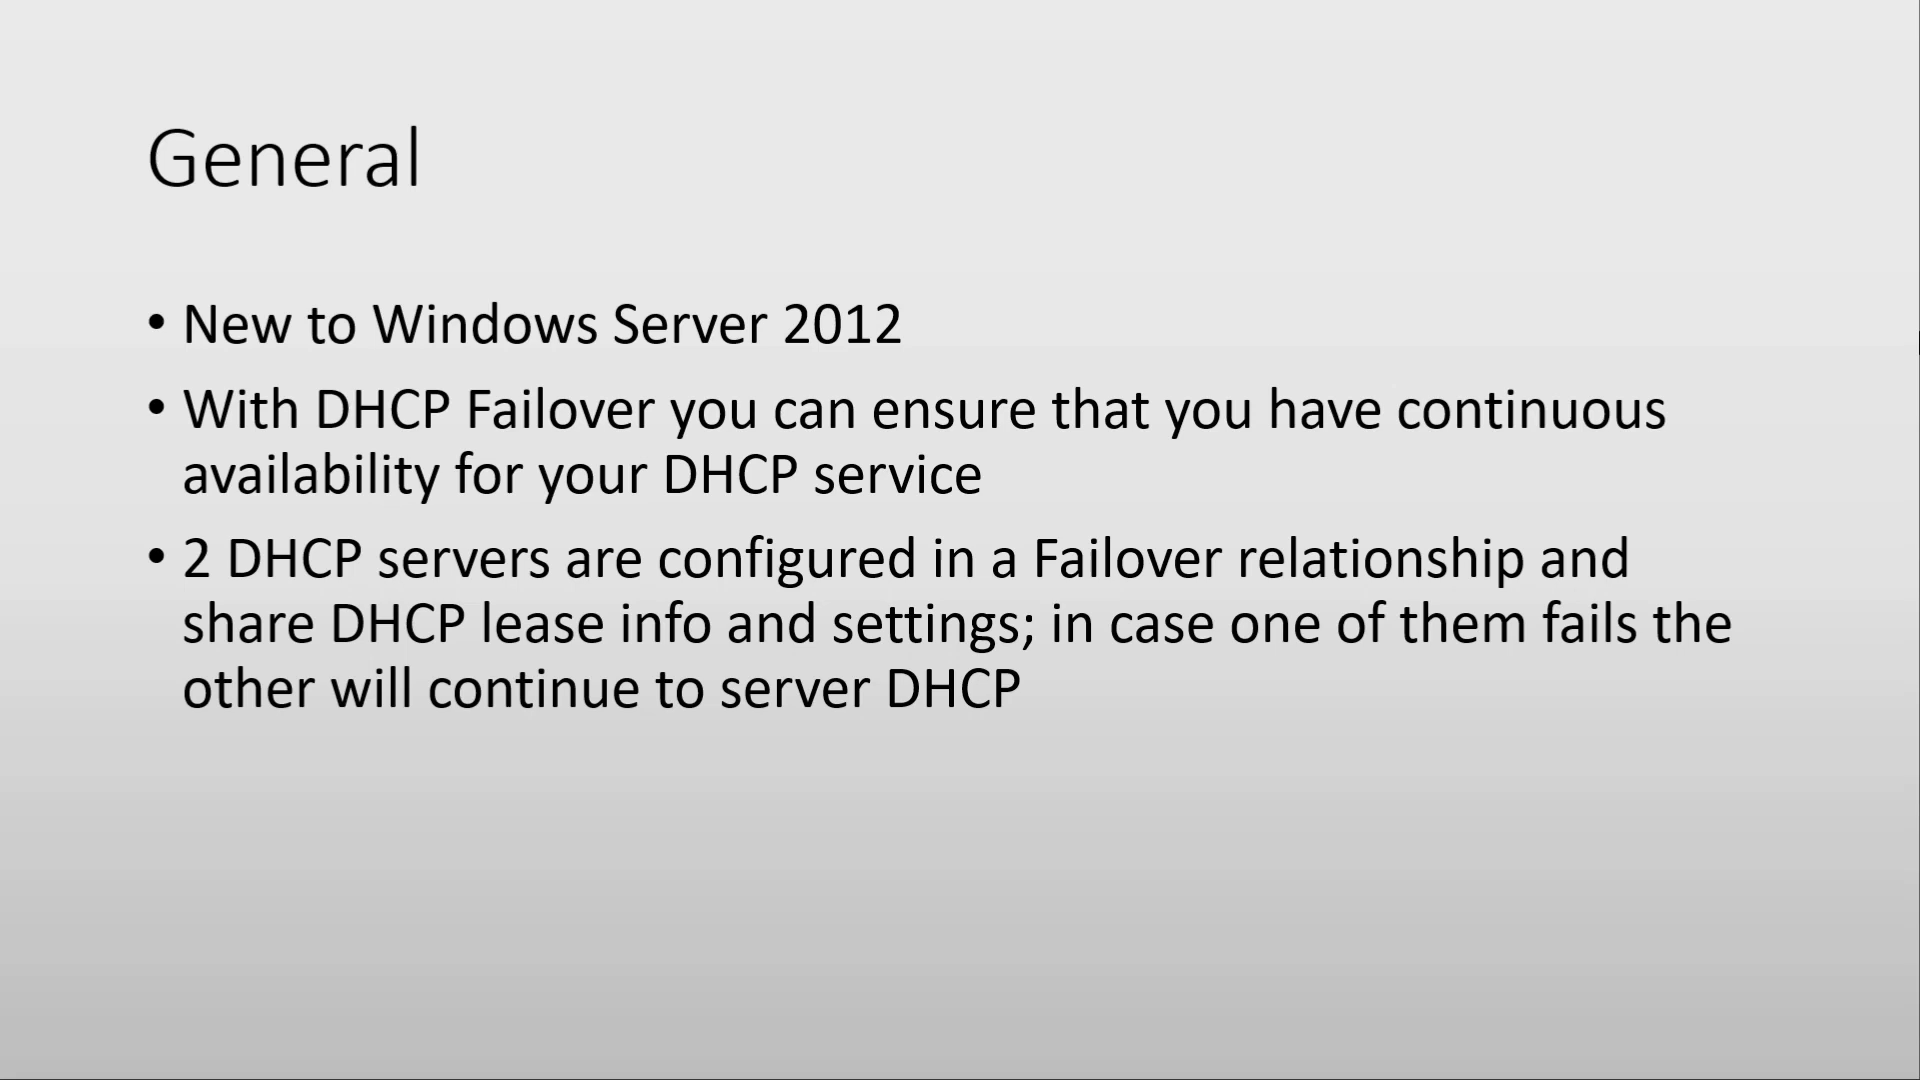 General
• New to Windows Server 2012
• With DHCP Failover you can ensure that you have continuous
availability for your DHCP service
• 2 DHCP servers are configured in a Failover relationship and
share DHCP lease info and settings; in case one of them fails the
other will continue to server DHCP